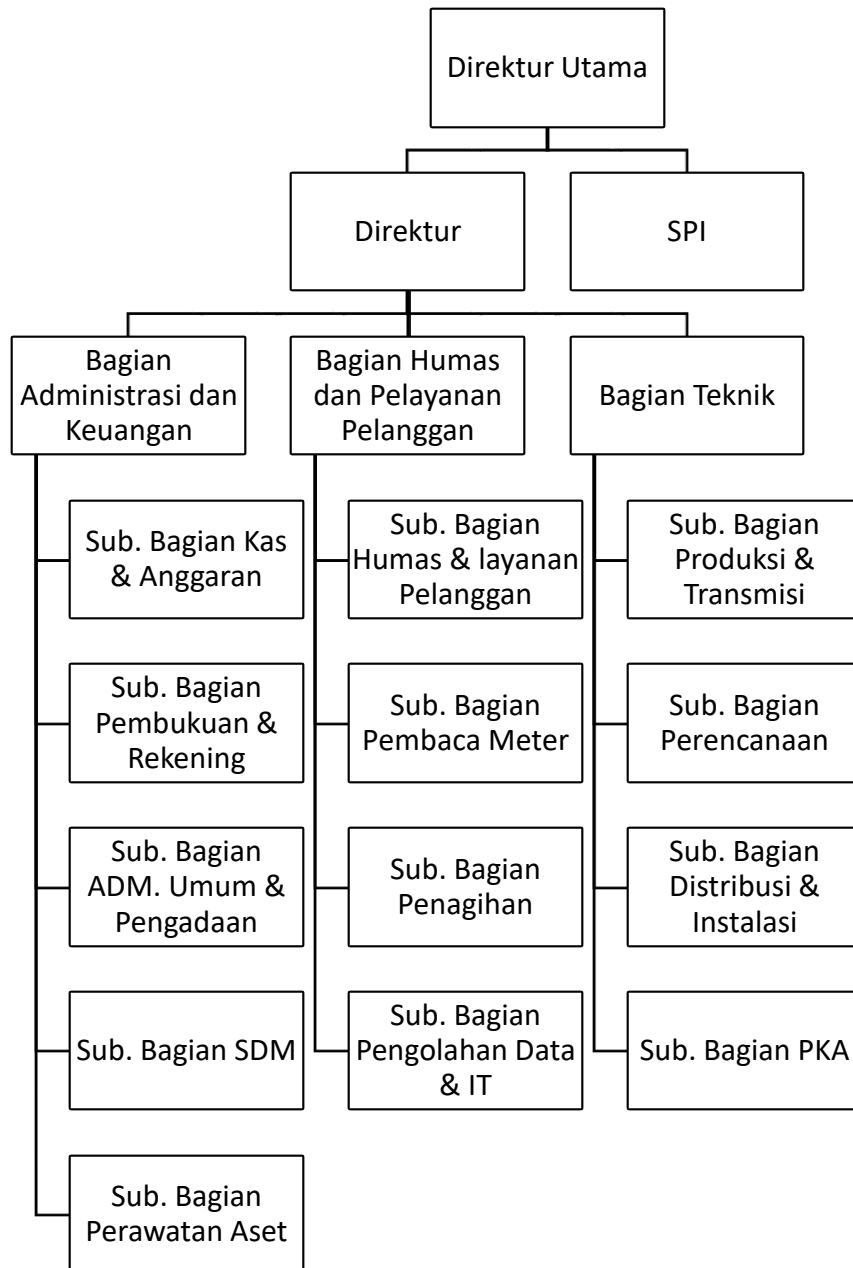 Direktur Utama
Direktur
SPI
Bagian
Administrasi dan
Keuangan
Bagian Humas
dan Pelayanan
Pelanggan
Bagian Teknik
Sub. Bagian Kas
& Anggaran
Sub. Bagian
Humas & layanan
Pelanggan
Sub. Bagian
Produksi &
Transmisi
Sub. Bagian
Pembukuan &
Rekening
Sub. Bagian
Pembaca Meter
Sub. Bagian
Perencanaan
Sub. Bagian
ADM. Umum &
Pengadaan
Sub. Bagian
Penagihan
Sub. Bagian
Distribusi &
Instalasi
Sub. Bagian SDM
Sub. Bagian
Pengolahan Data
& IT
Sub. Bagian PKA
Sub. Bagian
Perawatan Aset